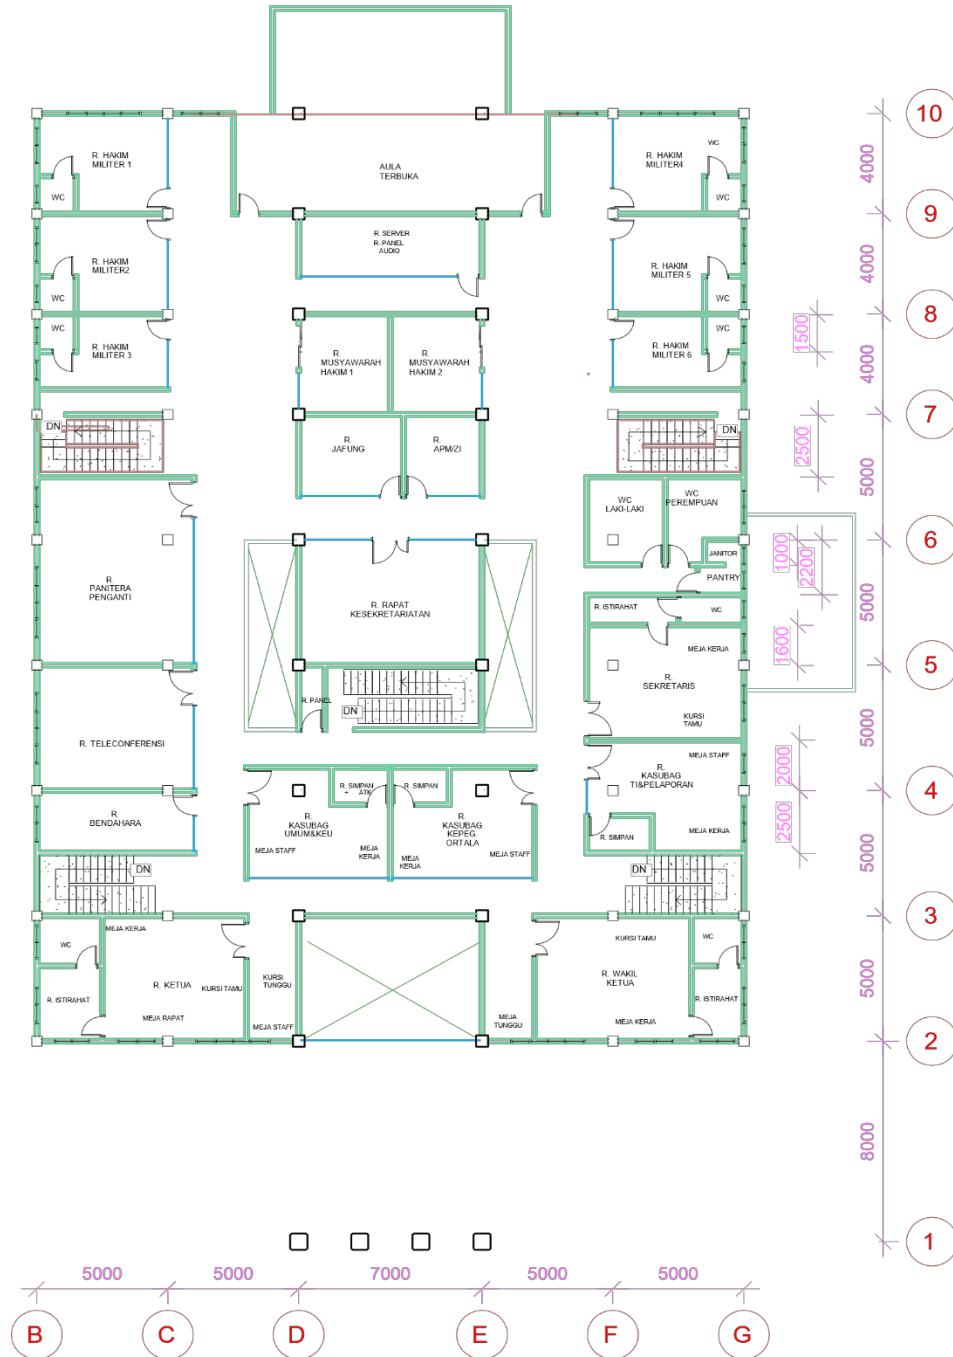 10
R. HAKIM
MILITER 1
WC
AULA
TERBUKA
R. HAKIM
MILITER4
WC
WC
4000
9
R. SERVER
R. PANEL
AUDIO
R. HAKIM
MILITER2
WC
R. HAKIM
MILITER 5
WC
4000
8
WC
R. HAKIM
MILITER 3
R.
MUSYAWARAH
HAKIM 1
R.
MUSYAWARAH
HAKIM 2
R. HAKIM
MILITER 6
WC
1500
4000
7
DN
R.
JAFUNG
R.
APM/ZI
DN
2500
5000
WC
LAKI-LAKI
WC
PEREMPUAN
6
JANITOR
PANTRY
1000
2200
R.
PANITERA
PENGANTI
R. RAPAT
KESEKRETARIATAN
R. ISTIRAHAT
WC
5000
MEJA KERJA
1600
5
R.
SEKRETARIS
KURSI
TAMU
R. PANEL
DN
5000
R. TELECONFERENSI
MEJA STAFF
R.
KASUBAG
TI&PELAPORAN
2000
4
R. SIMPAN
+ ATK
R. SIMPAN
R.
BENDAHARA
R.
KASUBAG
UMUM&KEU
R.
KASUBAG
KEPEG.
ORTALA
MEJA KERJA
R. SIMPAN
2500
MEJA STAFF
MEJA
KERJA
MEJA
KERJA
MEJA STAFF
5000
DN
DN
3
MEJA KERJA
WC
KURSI TAMU
WC
R. KETUA
KURSI TAMU
KURSI
TUNGGU
R. WAKIL
KETUA
5000
R. ISTIRAHAT
MEJA RAPAT
MEJA STAFF
MEJA
TUNGGU
MEJA KERJA
R. ISTIRAHAT
2
8000
1
5000
5000
7000
5000
5000
B
C
D
E
F
G